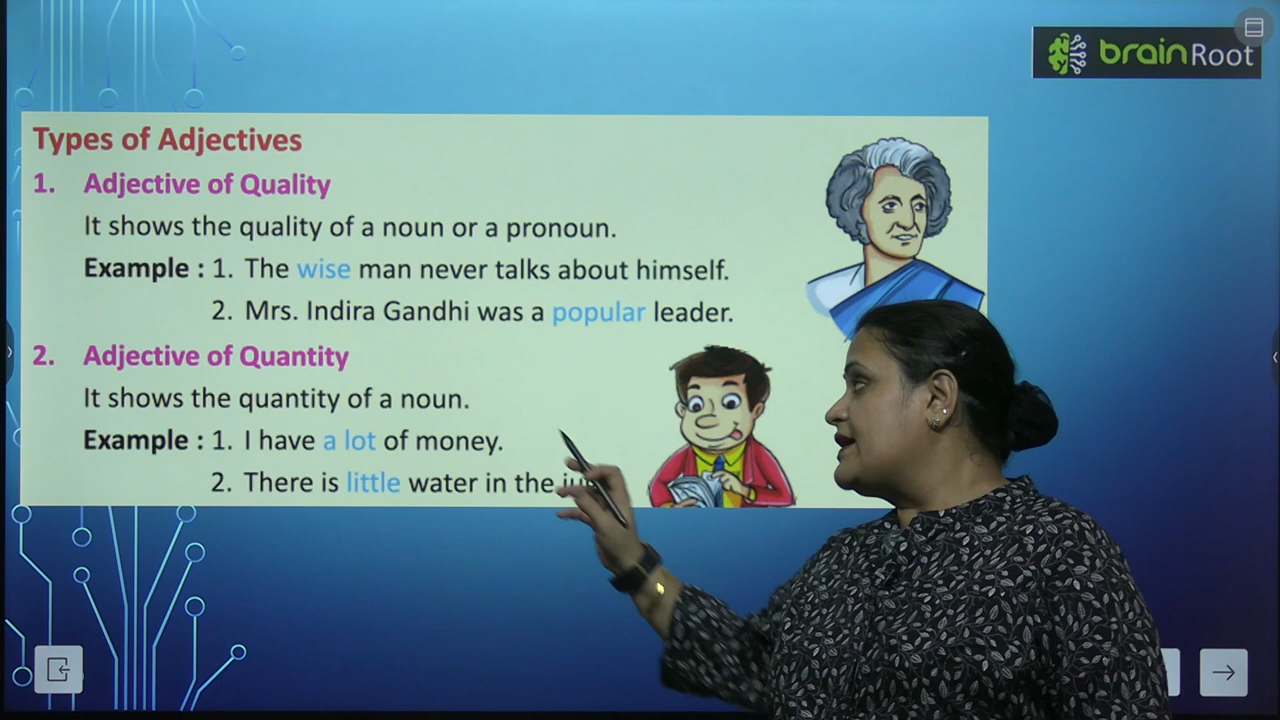 brainRoot
Types of Adjectives
1. Adjective of Quality
It shows the quality of a noun or a pronoun.
Example : 1. The wise man never talks about himself.
2. Mrs. Indira Gandhi was a popular leader.
2. Adjective of Quantity
It shows the quantity of a noun.
Example : 1. I have a lot of money.
2. There is little water in the